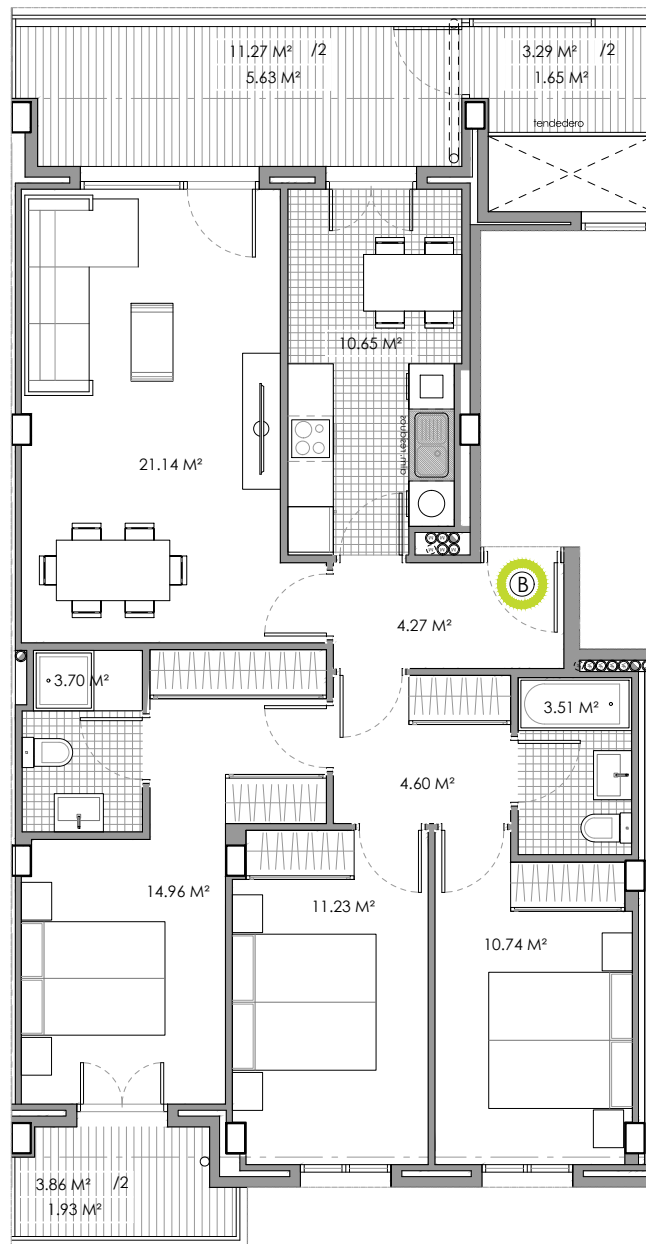 11.27 M² /2
5.63 M²
3.29 M² /2
1.65 M²
tendedero
10.65 M²
21.14 M²
B
4.27 M²
3.70 M²
3.51 M²
4.60 M²
14.96 M²
11.23 M²
10.74 M²
3.86 M² /2
1.93 M²